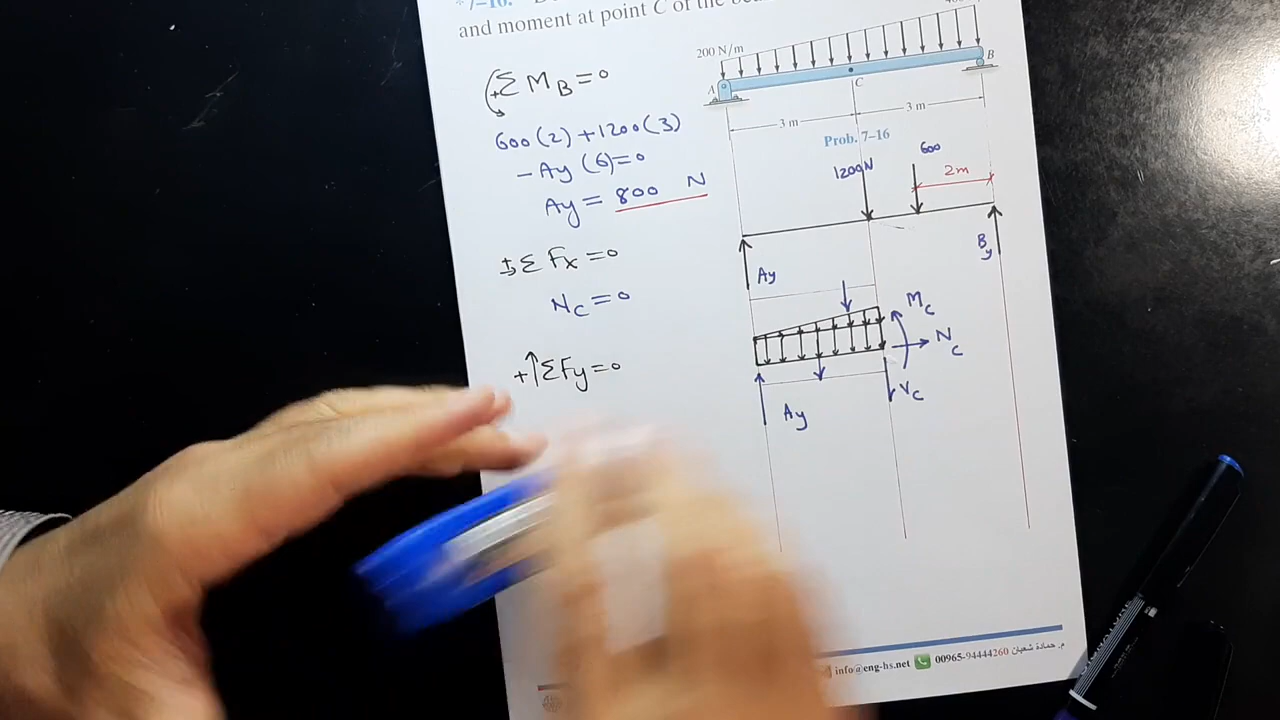 and moment at point C of the
200 N/m
A
B
C
3 m
3 m
Prob. 7–16
+ΣM_B=0
600(2)+1200(3)
-Ay(6)=0
Ay = 800 N
+ΣFx=0
N_C=0
+↑ΣFy=0
1200N
600
2m
Ay
By
M_C
N_C
V_C
Ay
info@eng-hs.net 00965-94444260 م. حمادة شعبان